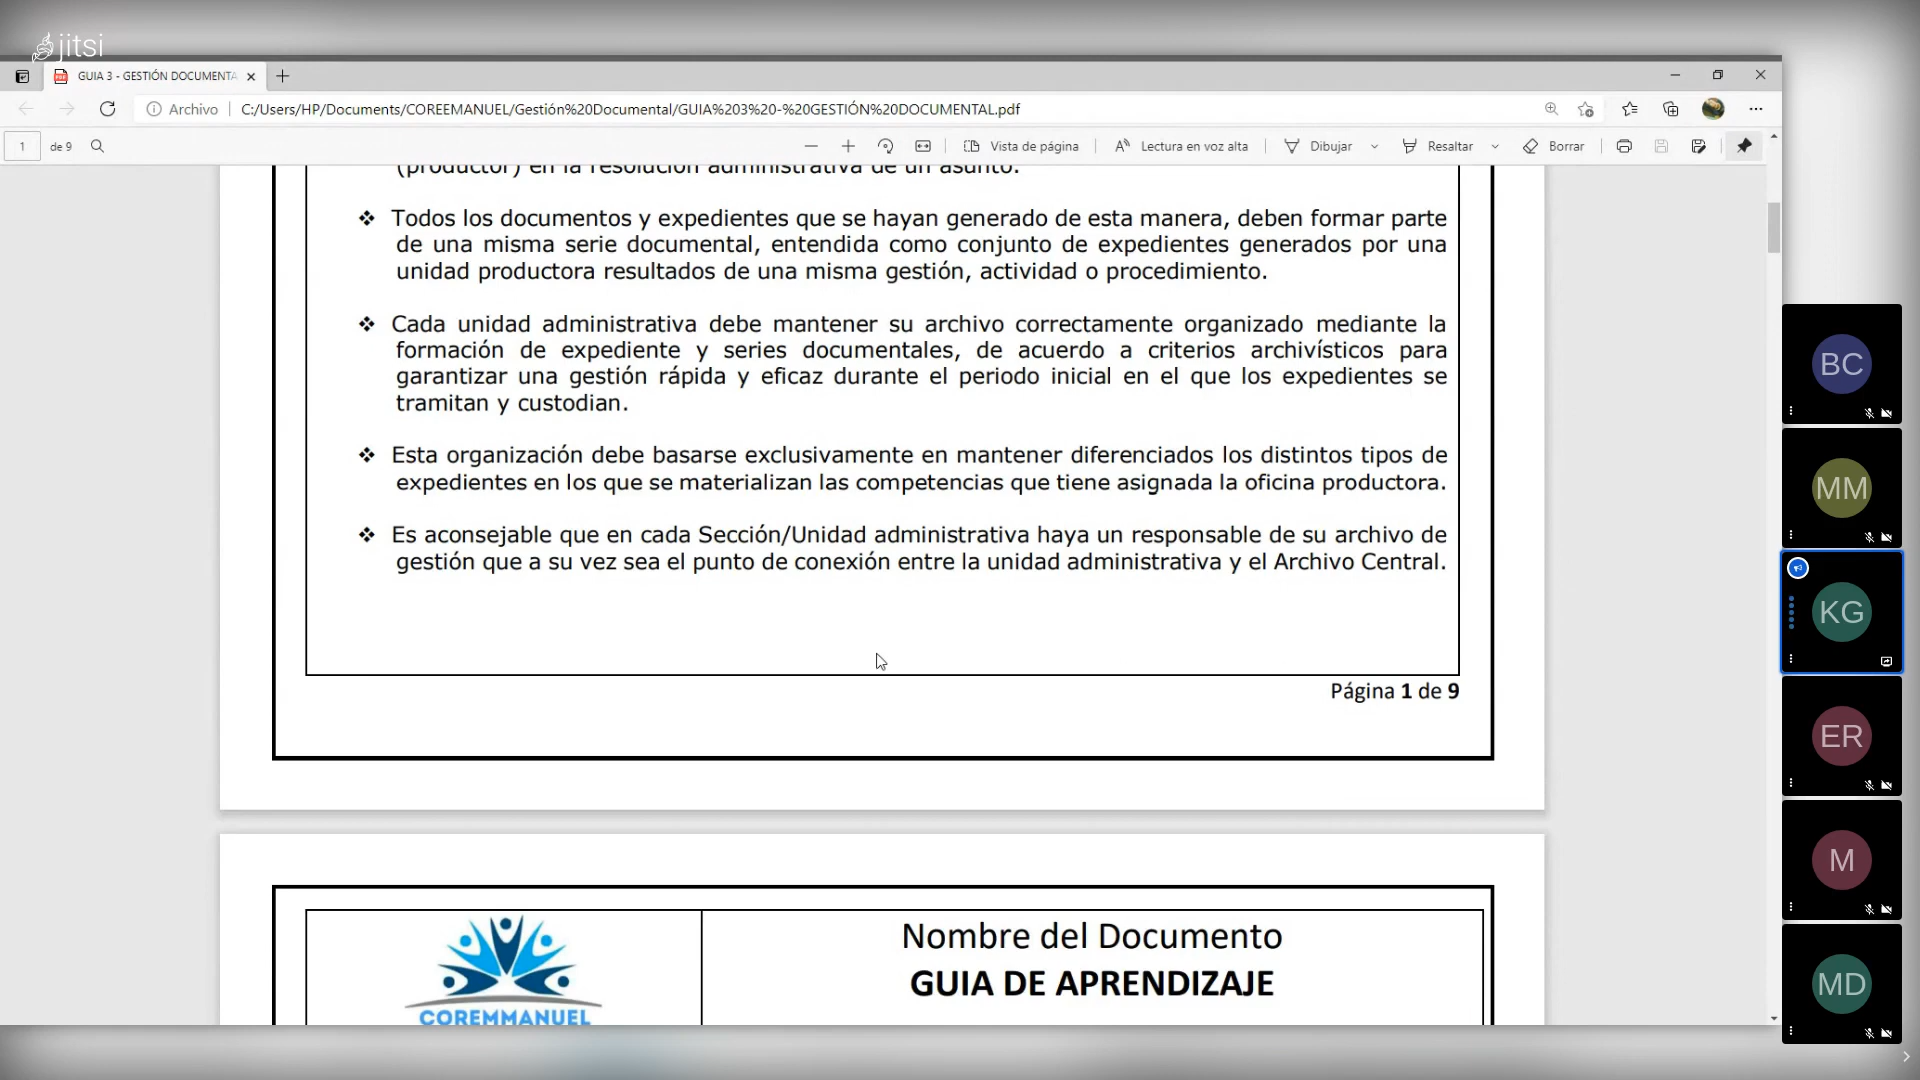 jitsi
GUIA 3 - GESTIÓN DOCUMENTA
Archivo
C:/Users/HP/Documents/COREEMANUEL/Gestión%20Documental/GUIA%203%20-%20GESTIÓN%20DOCUMENTAL.pdf
1 de 9
Vista de página
Lectura en voz alta
Dibujar
Resaltar
Borrar
(productor) en la resolución administrativa de un asunto.
❖ Todos los documentos y expedientes que se hayan generado de esta manera, deben formar parte
de una misma serie documental, entendida como conjunto de expedientes generados por una
unidad productora resultados de una misma gestión, actividad o procedimiento.
❖ Cada unidad administrativa debe mantener su archivo correctamente organizado mediante la
formación de expediente y series documentales, de acuerdo a criterios archivísticos para
garantizar una gestión rápida y eficaz durante el periodo inicial en el que los expedientes se
tramitan y custodian.
❖ Esta organización debe basarse exclusivamente en mantener diferenciados los distintos tipos de
expedientes en los que se materializan las competencias que tiene asignada la oficina productora.
❖ Es aconsejable que en cada Sección/Unidad administrativa haya un responsable de su archivo de
gestión que a su vez sea el punto de conexión entre la unidad administrativa y el Archivo Central.
Página 1 de 9
COREMMANUEL
Nombre del Documento
GUIA DE APRENDIZAJE
BC
MM
KG
ER
M
MD